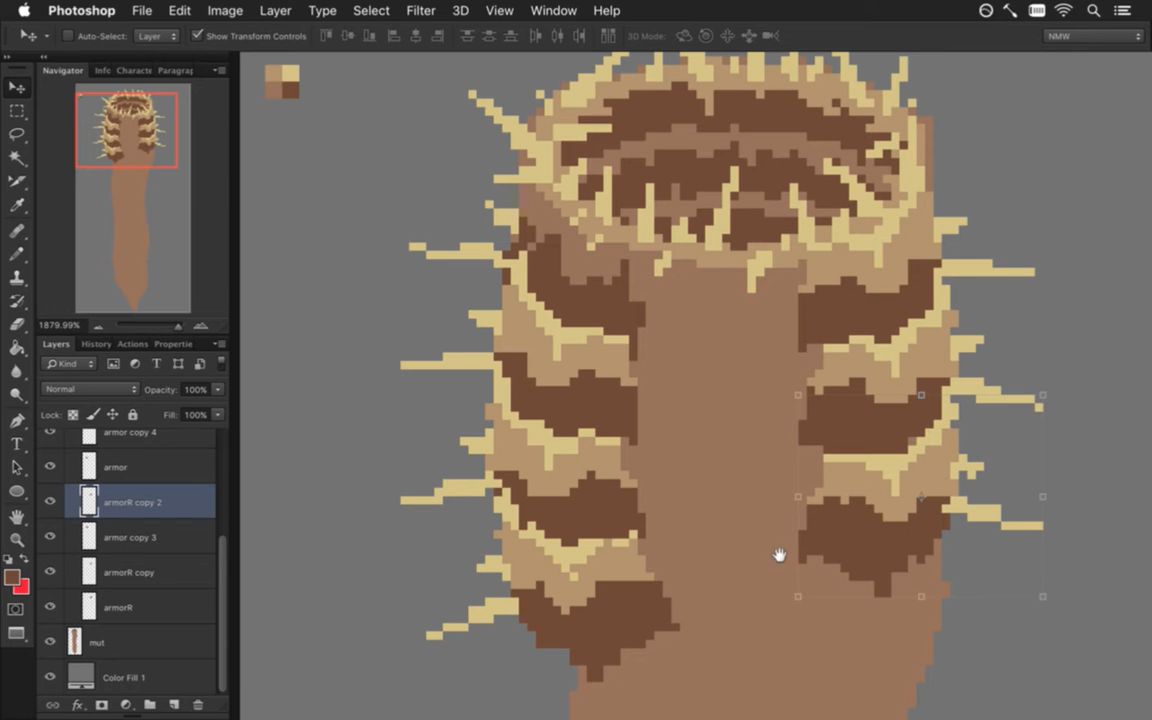 Photoshop File Edit Image Layer Type Select Filter 3D View Window Help
Auto-Select: Layer Show Transform Controls 3D Mode: NMW
Navigator Info Characte Paragrap
1879.99%
Layers History Actions Propertie
Kind
Normal Opacity: 100%
Lock: Fill: 100%
armor copy 4
armor
armorR copy 2
armor copy 3
armorR copy
armorR
mut
Color Fill 1